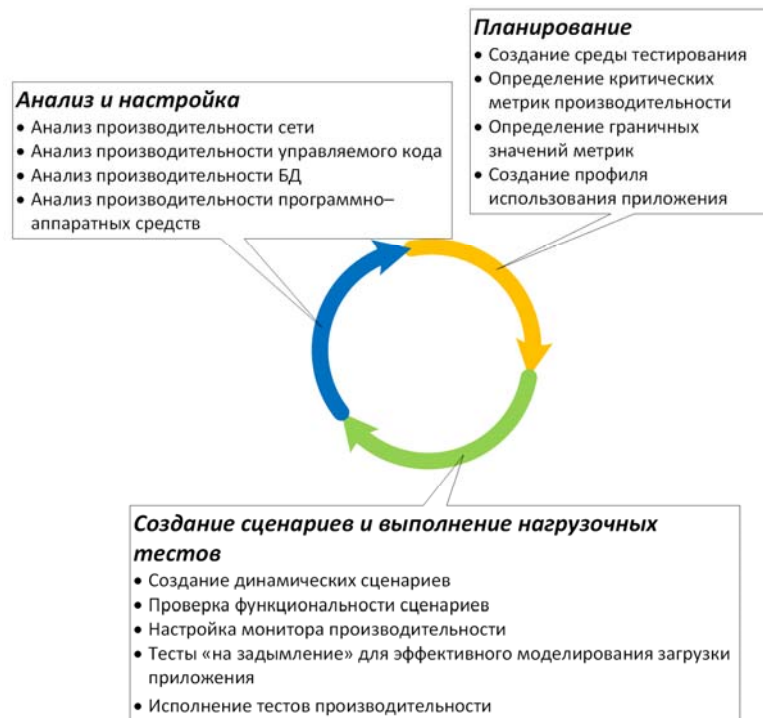 Планирование
• Создание среды тестирования
• Определение критических
метрик производительности
• Определение граничных
значений метрик
• Создание профиля
использования приложения
Анализ и настройка
• Анализ производительности сети
• Анализ производительности управляемого кода
• Анализ производительности БД
• Анализ производительности программно–
аппаратных средств
Создание сценариев и выполнение нагрузочных
тестов
• Создание динамических сценариев
• Проверка функциональности сценариев
• Настройка монитора производительности
• Тесты «на задымление» для эффективного моделирования загрузки
приложения
• Исполнение тестов производительности